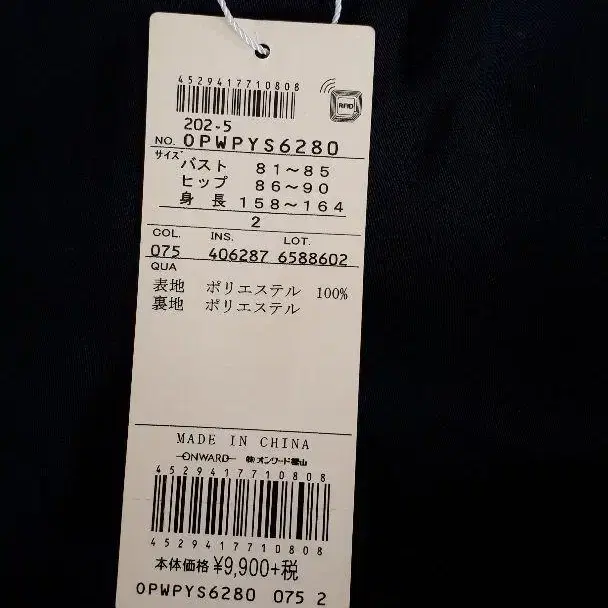 4529417710808
RFID
202-5
NO. OPWPYS6280
サイズ バスト 81~85
ヒップ 86~90
身長 158~164
2
COL. INS. LOT.
075 406287 6588602
QUA
表地 ポリエステル 100%
裏地 ポリエステル
MADE IN CHINA
ONWARD ㈱オンワード樫山
4529417710808
4529417710808
本体価格 ¥9,900+税
OPWPYS6280 075 2